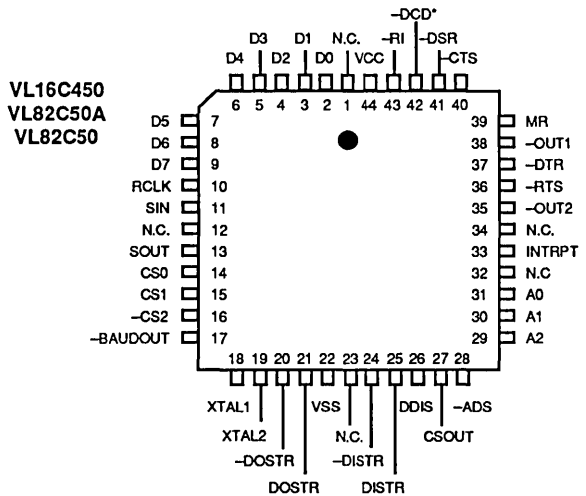 VL16C450
VL82C50A
VL82C50
–DCD*
D3 D1 N.C. –RI –DSR
D4 D2 D0 VCC –CTS
6 5 4 3 2 1 44 43 42 41 40
D5 7
D6 8
D7 9
RCLK 10
SIN 11
N.C. 12
SOUT 13
CS0 14
CS1 15
–CS2 16
–BAUDOUT 17
39 MR
38 –OUT1
37 –DTR
36 –RTS
35 –OUT2
34 N.C.
33 INTRPT
32 N.C
31 A0
30 A1
29 A2
18 19 20 21 22 23 24 25 26 27 28
XTAL1 VSS DDIS –ADS
XTAL2 N.C. CSOUT
–DOSTR –DISTR
DOSTR DISTR